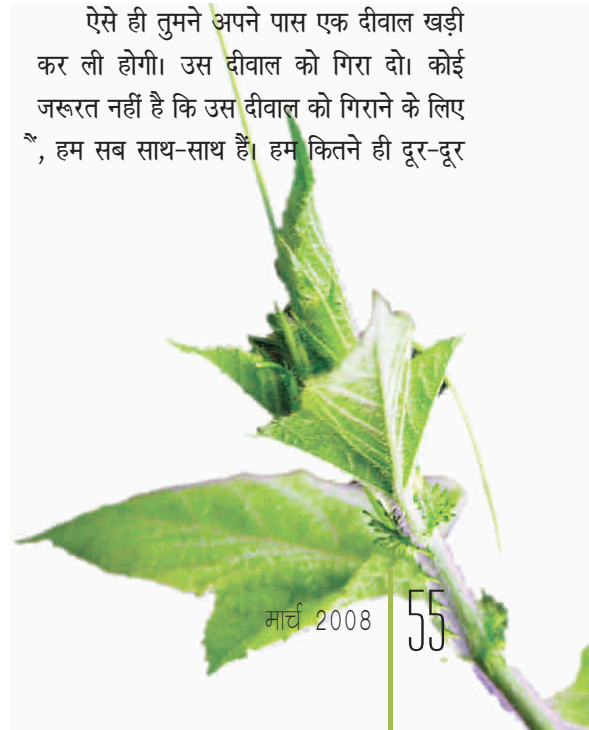 ऐसे ही तुमने अपने पास एक दीवाल खड़ी
कर ली होगी। उस दीवाल को गिरा दो। कोई
जरूरत नहीं है कि उस दीवाल को गिराने के लिए
, हम सब साथ-साथ हैं। हम कितने ही दूर-दूर
मार्च 2008
55